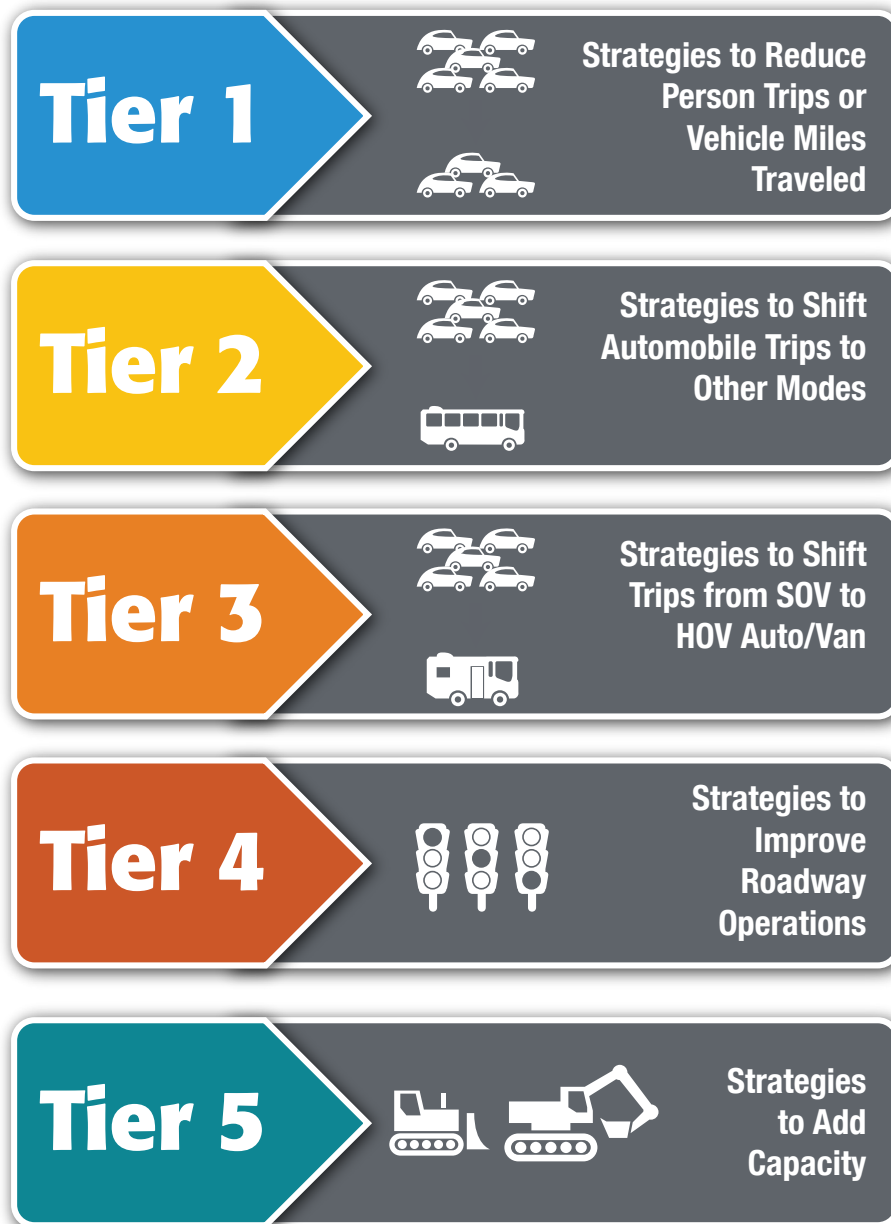 Tier 1
Strategies to Reduce
Person Trips or
Vehicle Miles
Traveled
Tier 2
Strategies to Shift
Automobile Trips to
Other Modes
Tier 3
Strategies to Shift
Trips from SOV to
HOV Auto/Van
Tier 4
Strategies to
Improve
Roadway
Operations
Tier 5
Strategies
to Add
Capacity